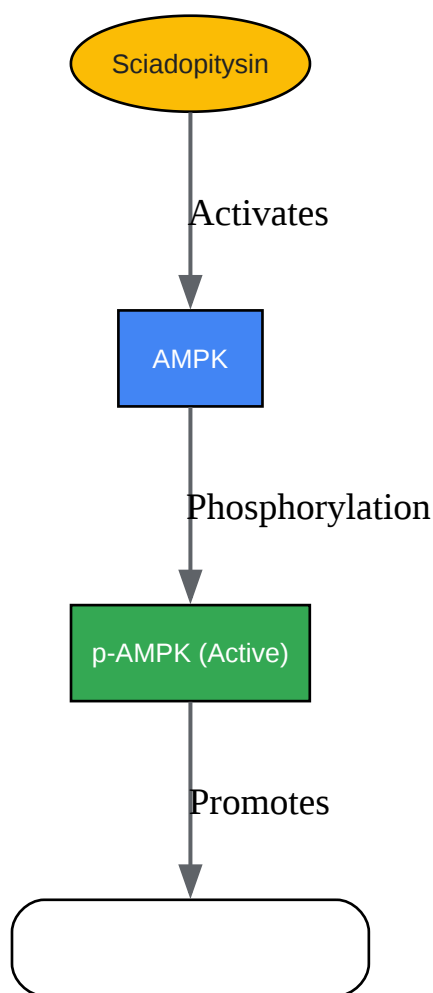 Sciadopitysin
Activates
AMPK
Phosphorylation
p-AMPK (Active)
Promotes